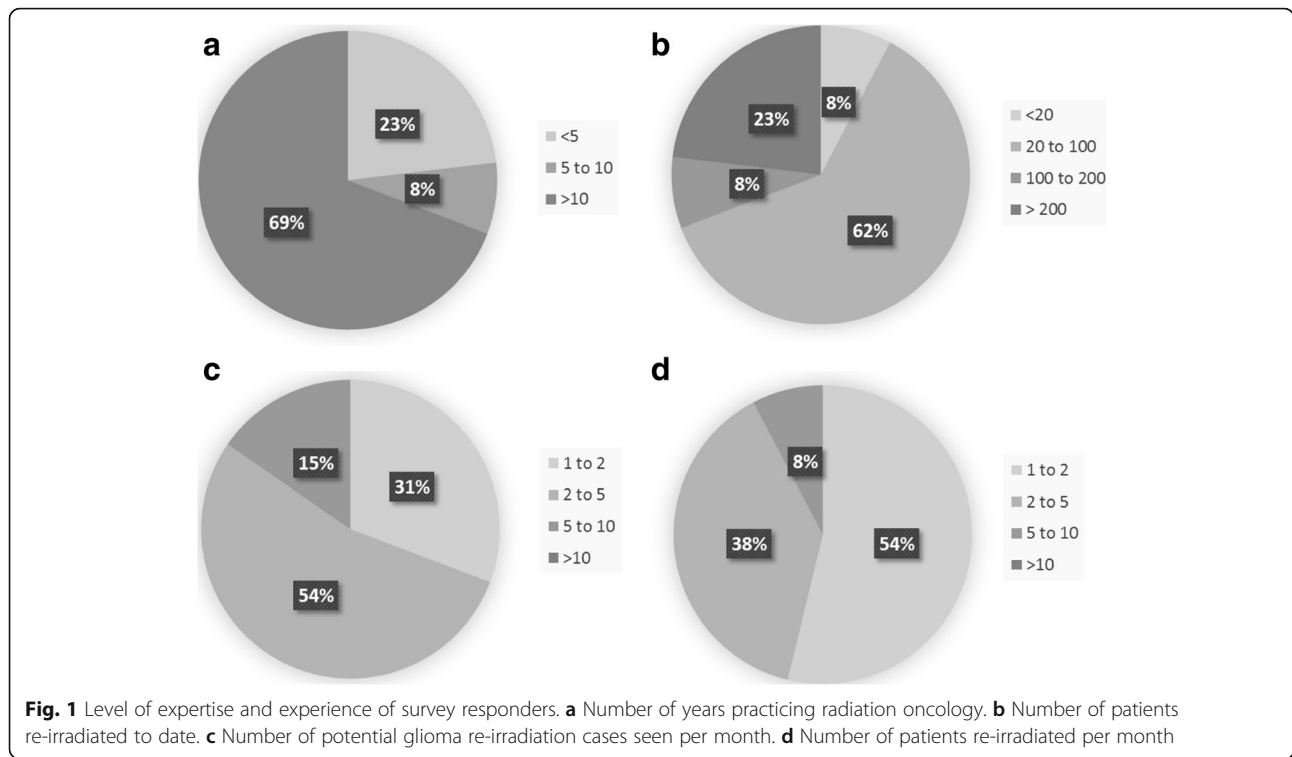 a
23%
8%
69%
<5
5 to 10
>10
b
8%
23%
8%
62%
<20
20 to 100
100 to 200
> 200
c
15%
31%
54%
1 to 2
2 to 5
5 to 10
>10
d
8%
38%
54%
1 to 2
2 to 5
5 to 10
>10
Fig. 1 Level of expertise and experience of survey responders. a Number of years practicing radiation oncology. b Number of patients
re-irradiated to date. c Number of potential glioma re-irradiation cases seen per month. d Number of patients re-irradiated per month